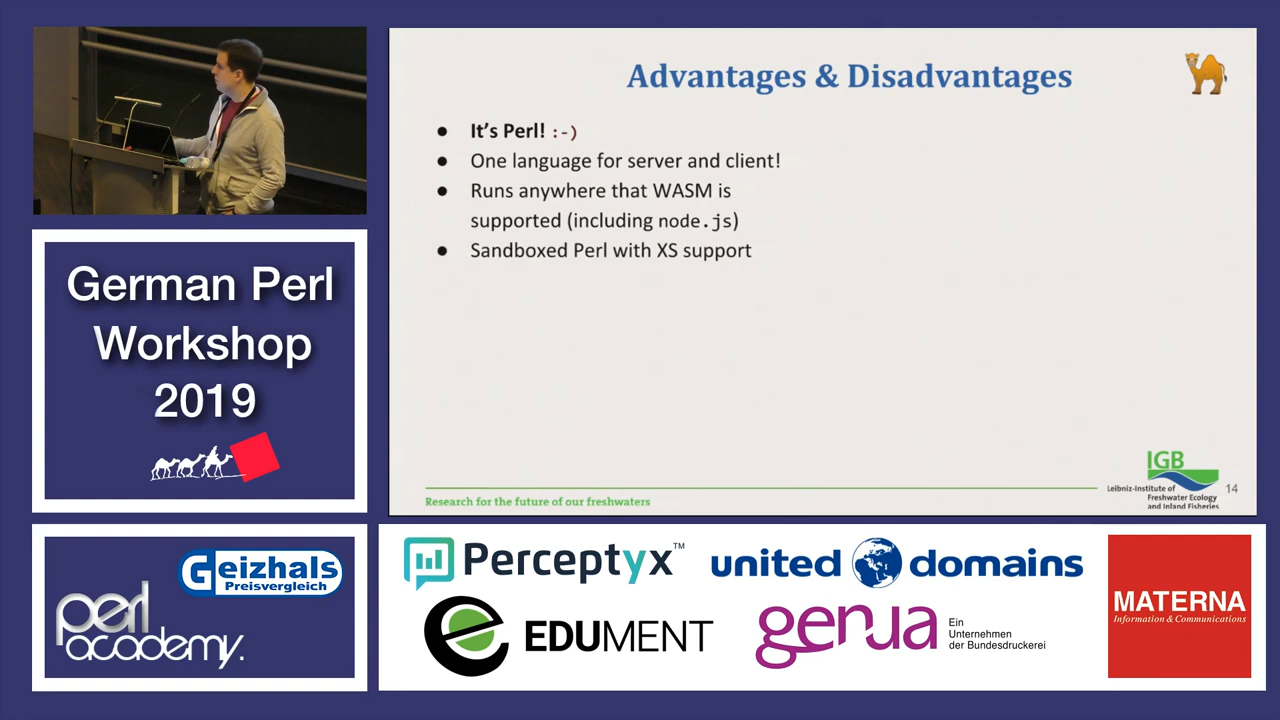 Advantages & Disadvantages
● It's Perl! :-)
● One language for server and client!
● Runs anywhere that WASM is
supported (including node.js)
● Sandboxed Perl with XS support
Research for the future of our freshwaters
IGB
Leibniz-Institute of
Freshwater Ecology
and Inland Fisheries
14
German Perl
Workshop
2019
Geizhals
Preisvergleich
perl
academy.
Perceptyx™
united domains
EDUMENT
genua
Ein
Unternehmen
der Bundesdruckerei
MATERNA
Information & Communications